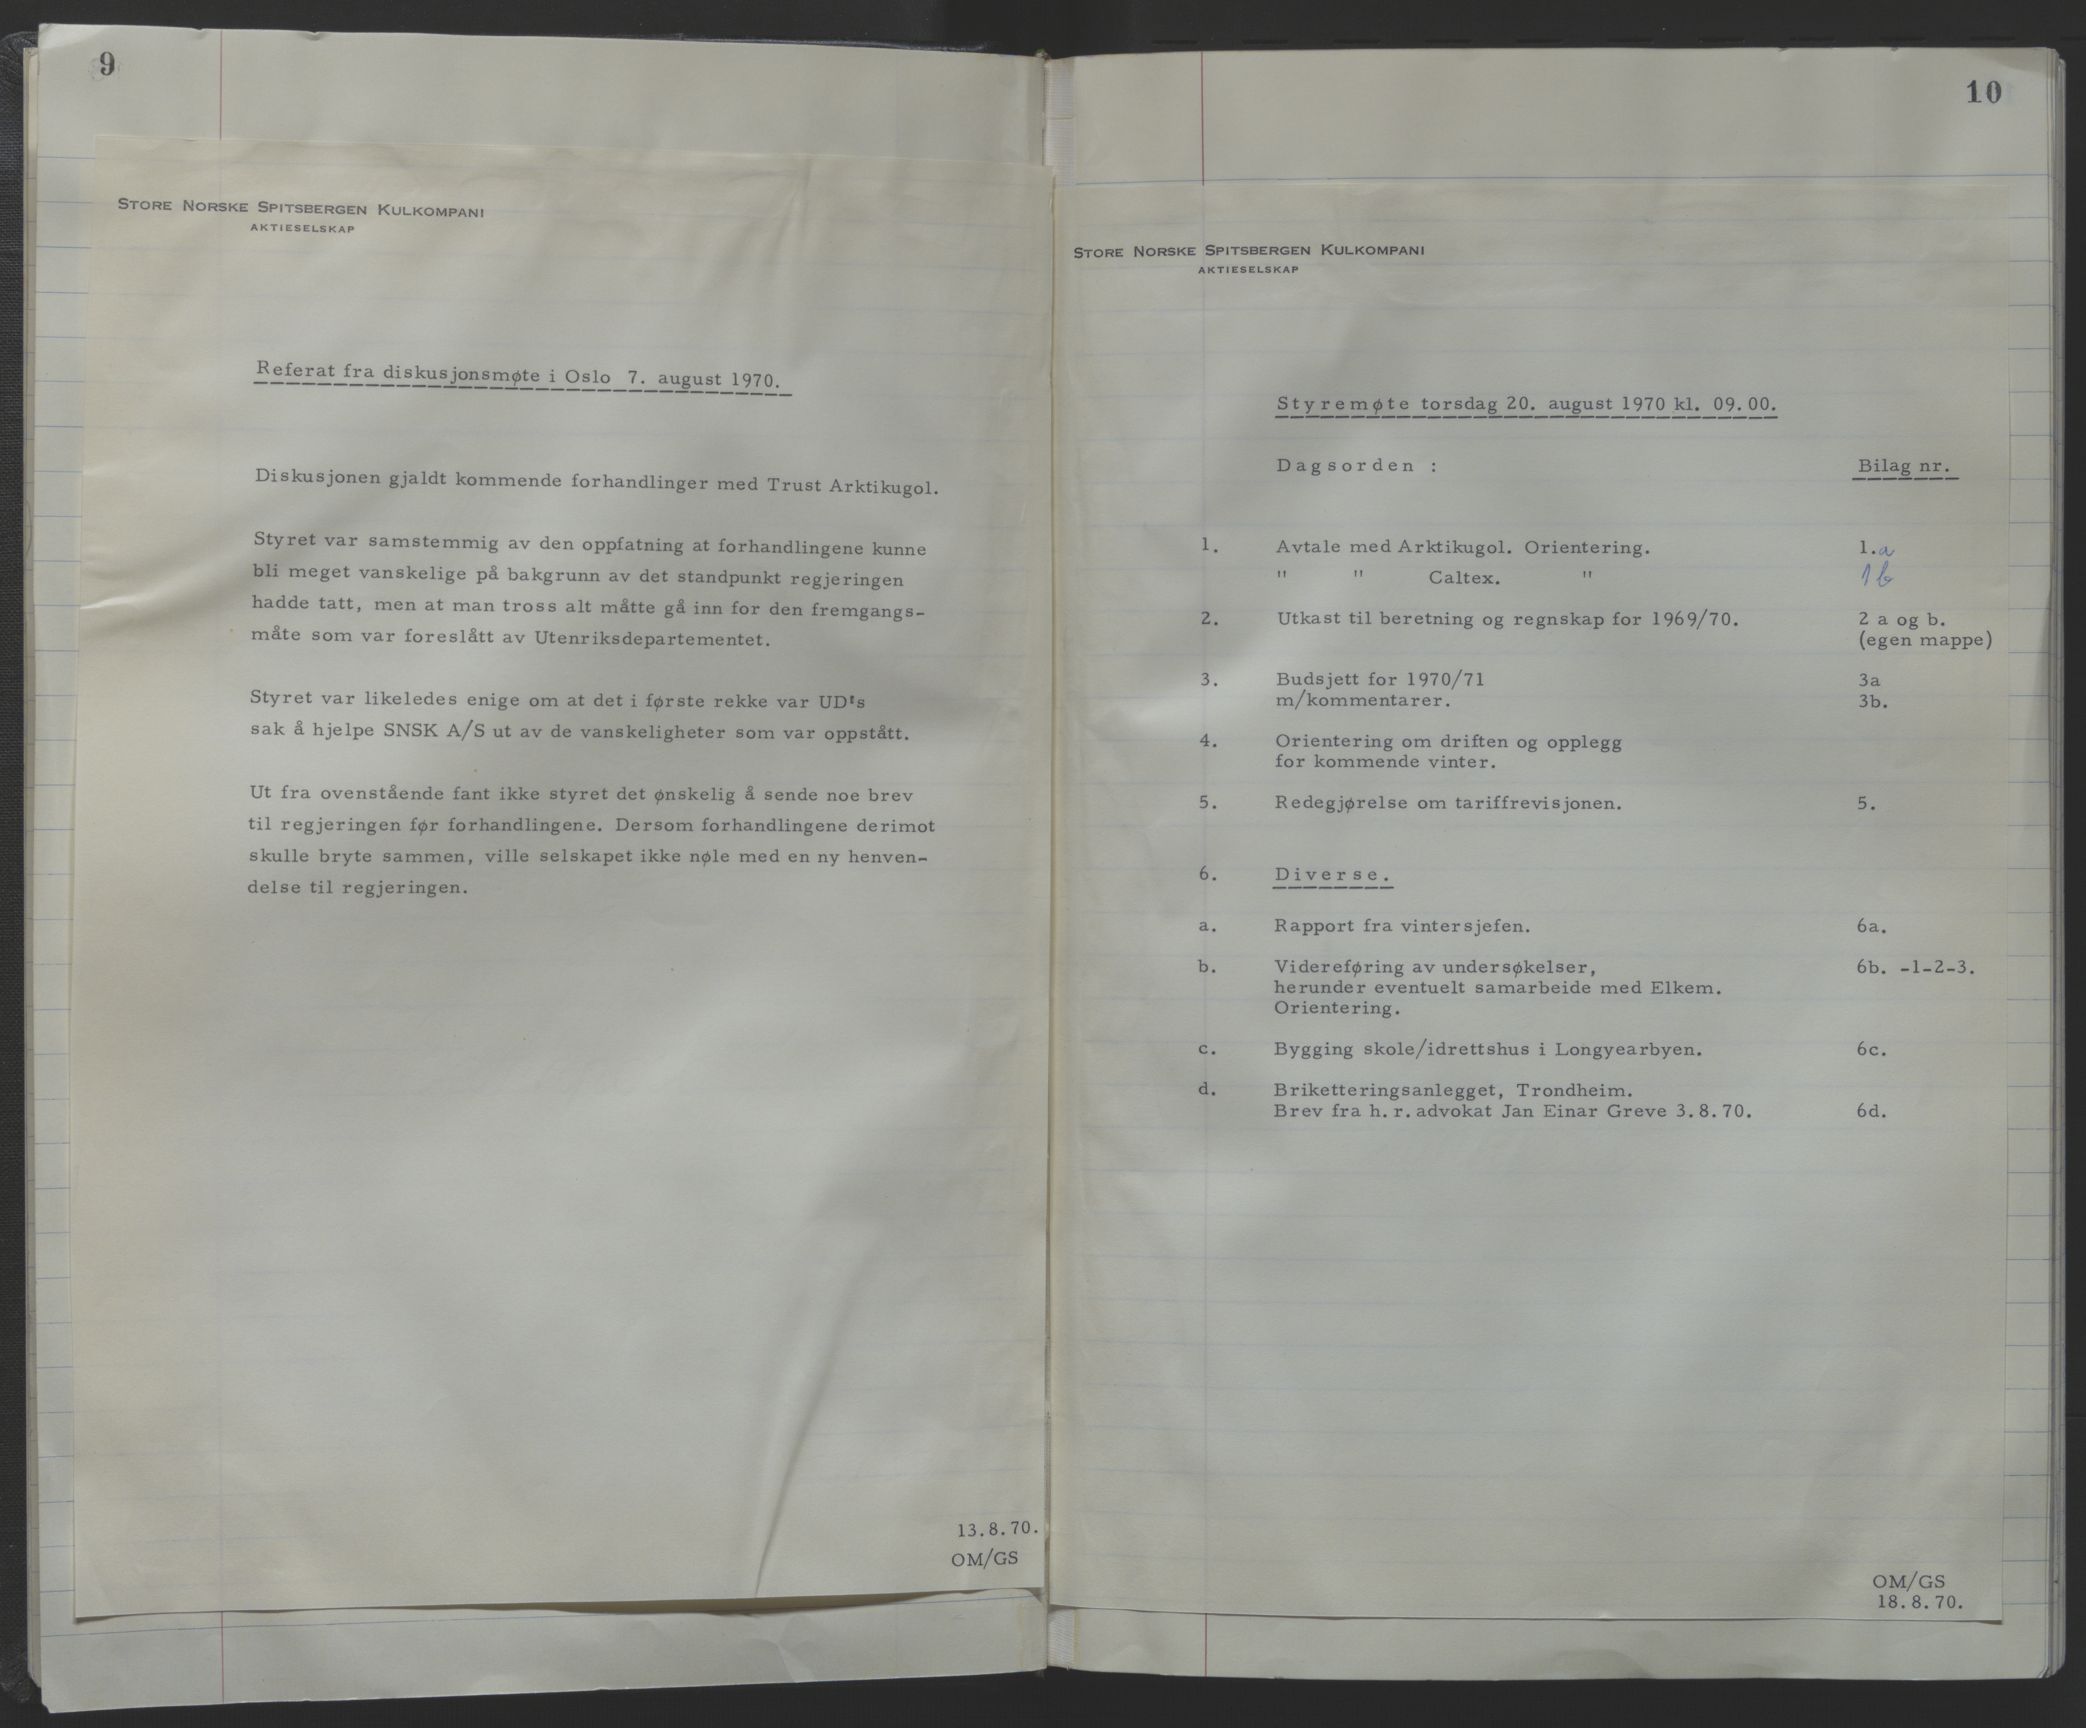 9
STORE NORSKE SPITSBERGEN KULKOMPANI
AKTIESELSKAP
Referat fra diskusjonsmøte i Oslo 7. august 1970.
Diskusjonen gjaldt kommende forhandlinger med Trust Arktikugol.
Styret var samstemmig av den oppfatning at forhandlingene kunne
bli meget vanskelige på bakgrunn av det standpunkt regjeringen
hadde tatt, men at man tross alt måtte gå inn for den fremgangs-
måte som var foreslått av Utenriksdepartementet.
Styret var likeledes enige om at det i første rekke var UD's
sak å hjelpe SNSK A/S ut av de vanskeligheter som var oppstått.
Ut fra ovenstående fant ikke styret det ønskelig å sende noe brev
til regjeringen før forhandlingene. Dersom forhandlingene derimot
skulle bryte sammen, ville selskapet ikke nøle med en ny henven-
delse til regjeringen.
13.8.70.
OM/GS
10
STORE NORSKE SPITSBERGEN KULKOMPANI
AKTIESELSKAP
Styremøte torsdag 20. august 1970 kl. 09.00.
Dagsorden : Bilag nr.
1. Avtale med Arktikugol. Orientering. 1.a
" " Caltex. " 1b
2. Utkast til beretning og regnskap for 1969/70. 2 a og b.
(egen mappe)
3. Budsjett for 1970/71 3a
m/kommentarer. 3b.
4. Orientering om driften og opplegg
for kommende vinter.
5. Redegjørelse om tariffrevisjonen. 5.
6. Diverse.
a. Rapport fra vintersjefen. 6a.
b. Videreføring av undersøkelser, 6b. -1-2-3.
herunder eventuelt samarbeide med Elkem.
Orientering.
c. Bygging skole/idrettshus i Longyearbyen. 6c.
d. Briketteringsanlegget, Trondheim.
Brev fra h.r. advokat Jan Einar Greve 3.8.70. 6d.
OM/GS
18.8.70.